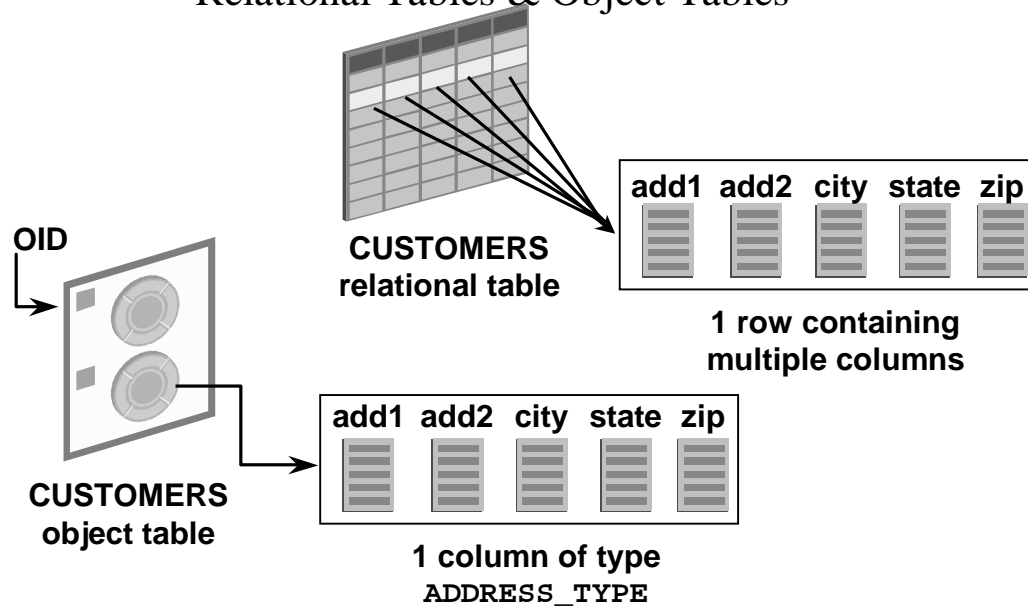 Relational Tables & Object Tables
add1 add2 city state zip
CUSTOMERS
relational table
OID
1 row containing
multiple columns
add1 add2 city state zip
CUSTOMERS
object table
1 column of type
ADDRESS_TYPE